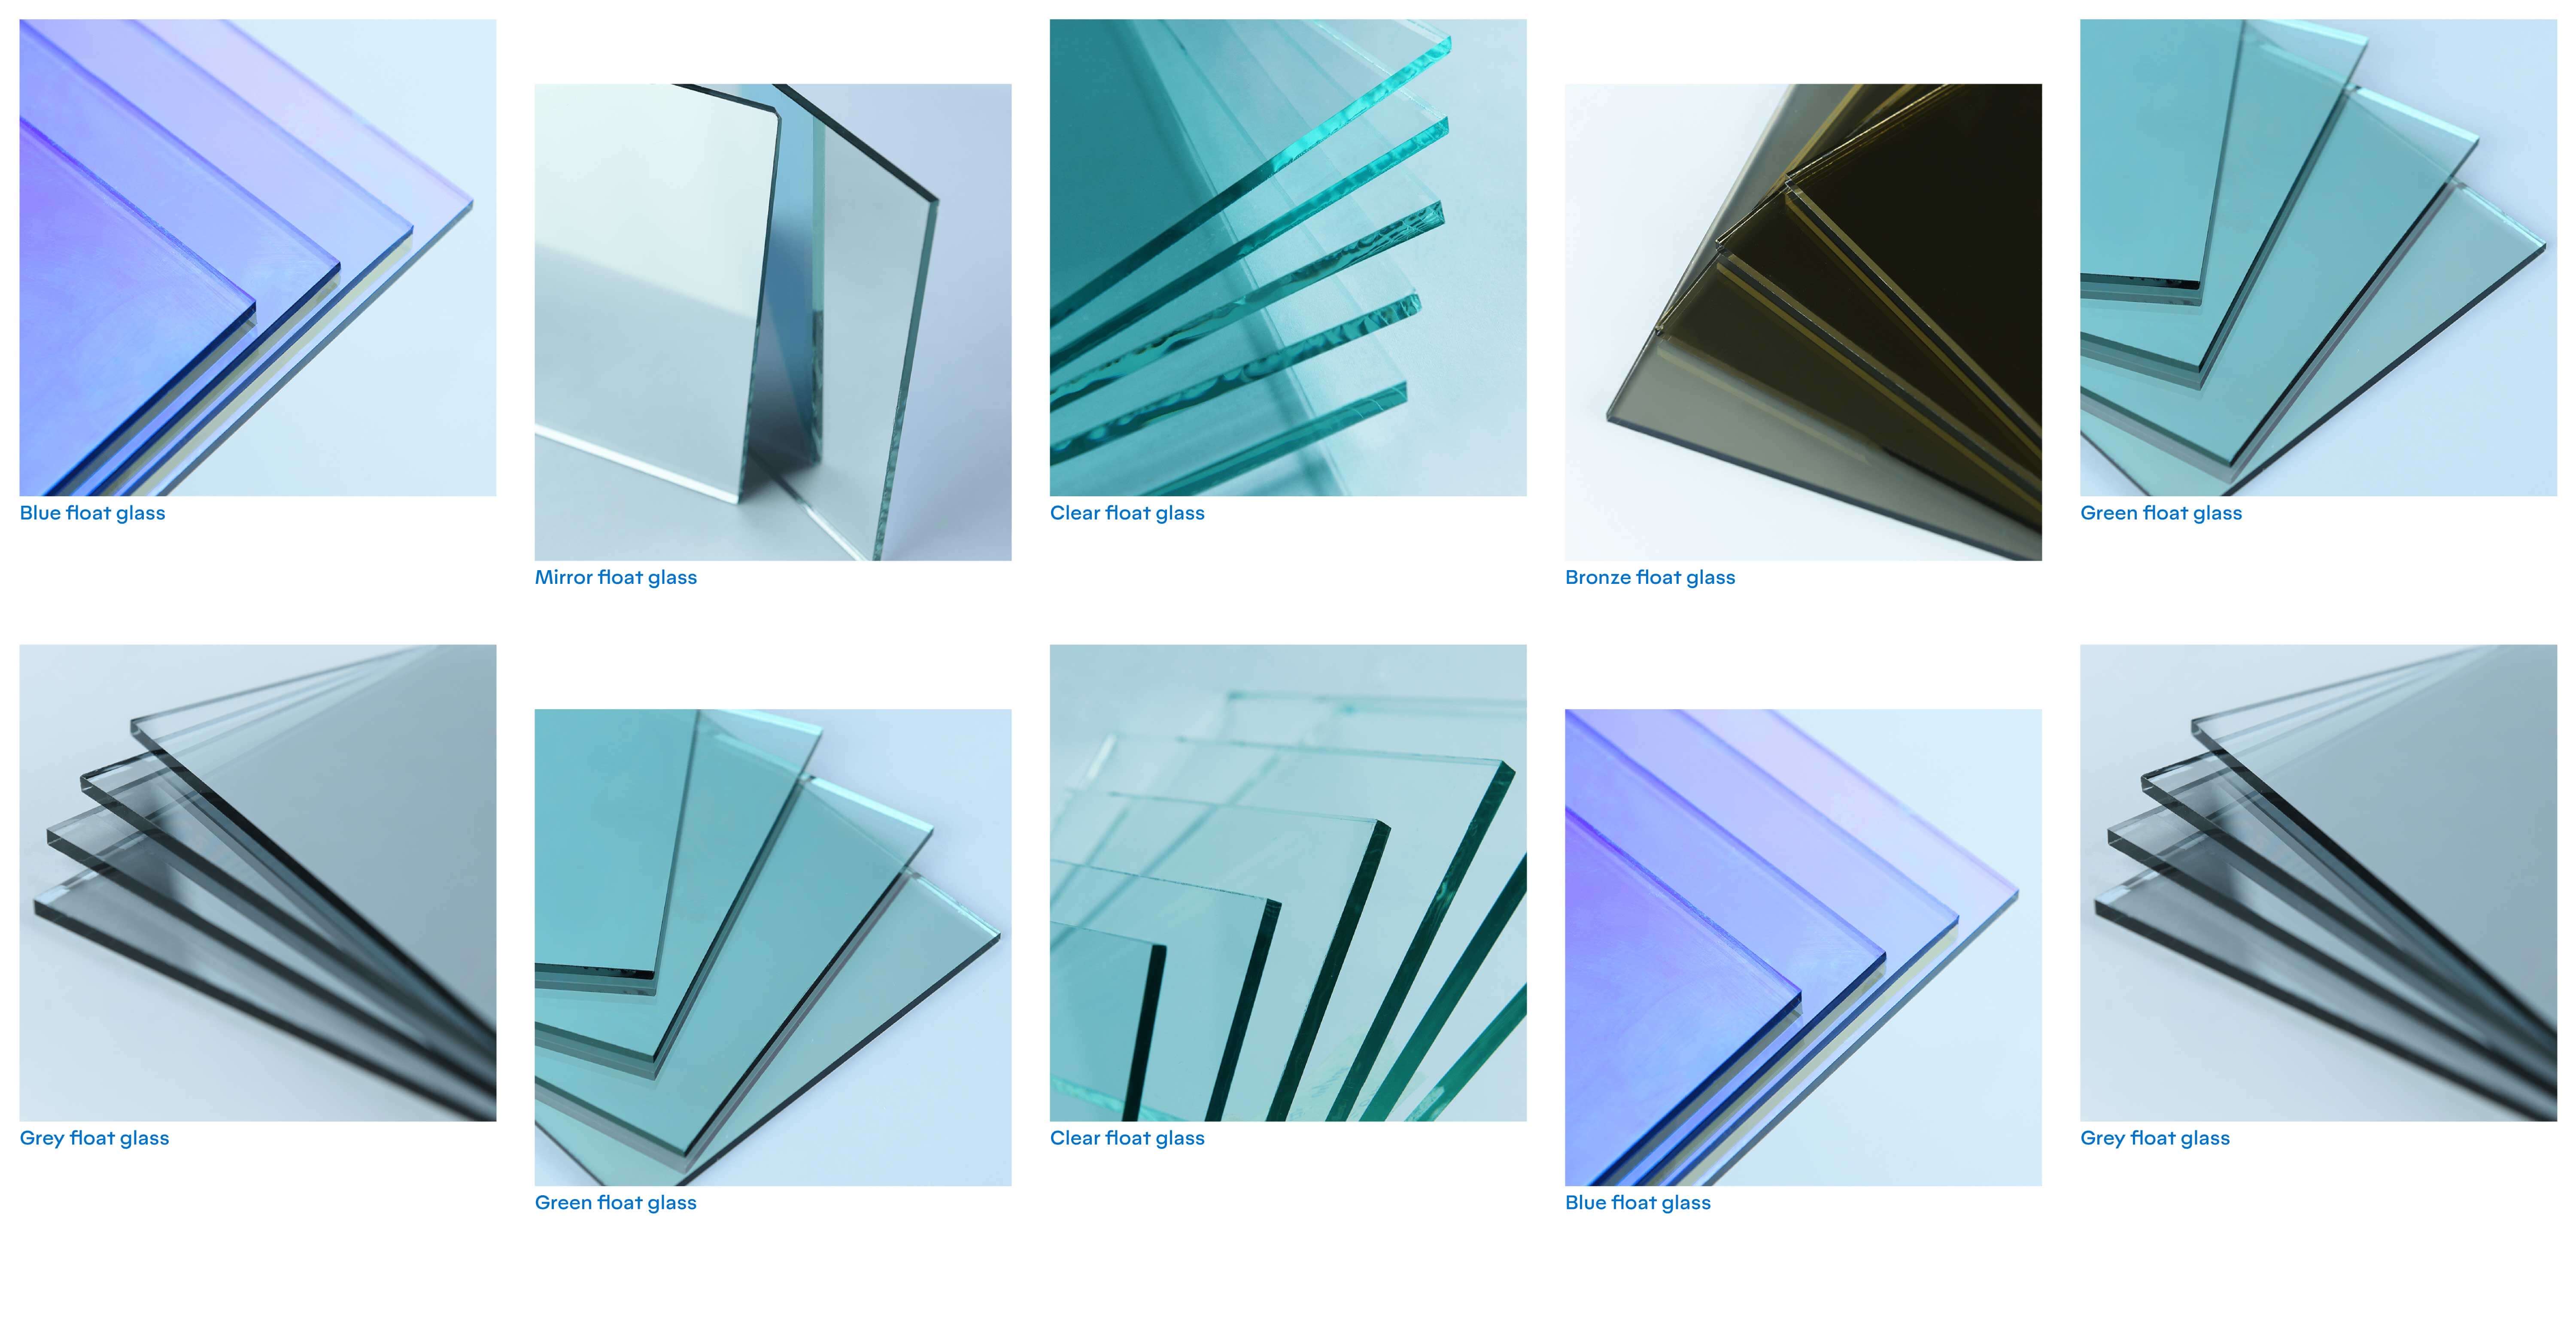 Blue float glass
Mirror float glass
Clear float glass
Bronze float glass
Green float glass
Grey float glass
Green float glass
Clear float glass
Blue float glass
Grey float glass